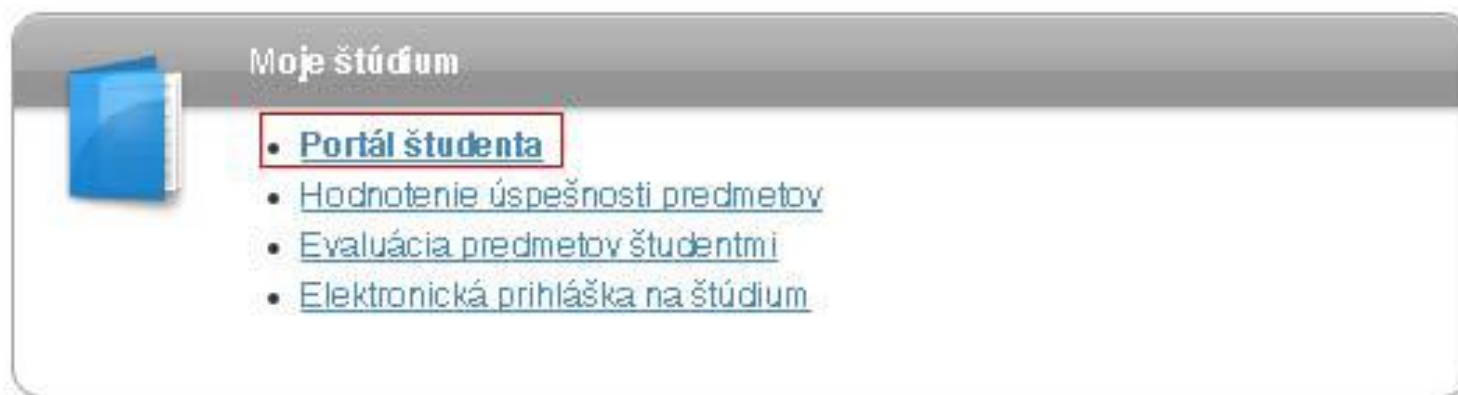 Moje štúdium
Portál študenta
Hodnotenie úspešnosti predmetov
Evaluácia predmetov študentmi
Elektronická prihláška na štúdium